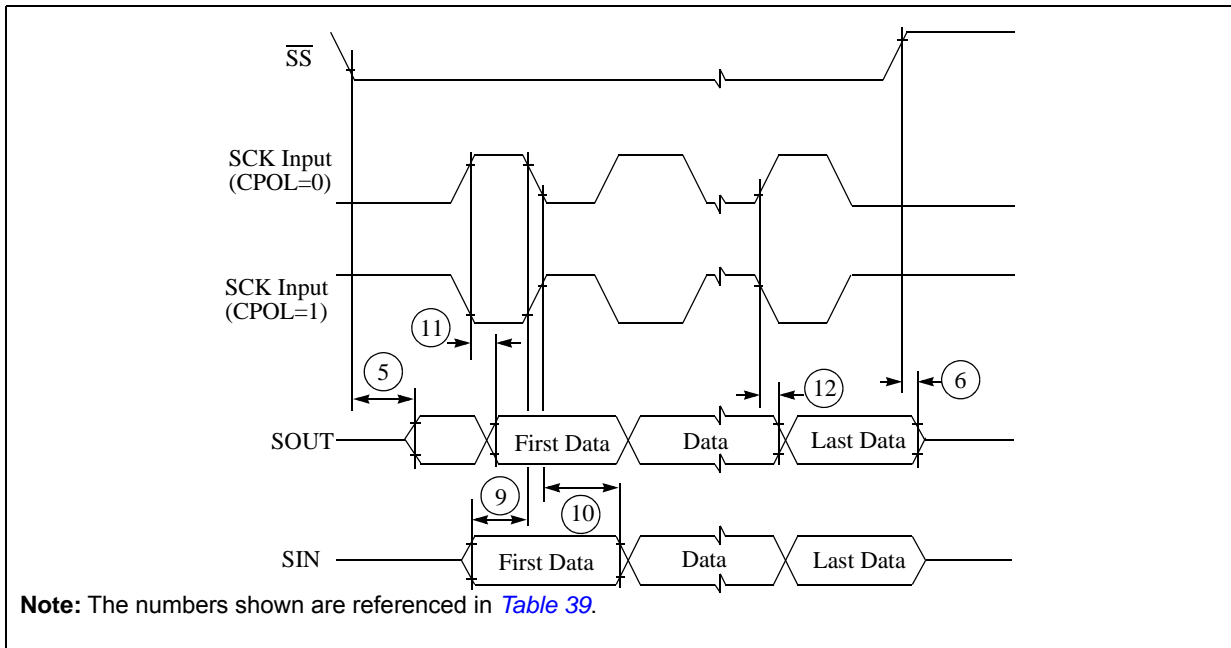 SS
SCK Input
(CPOL=0)
SCK Input
(CPOL=1)
11
5
12
6
SOUT
First Data
Data
Last Data
9
10
SIN
First Data
Data
Last Data
Note: The numbers shown are referenced in Table 39.